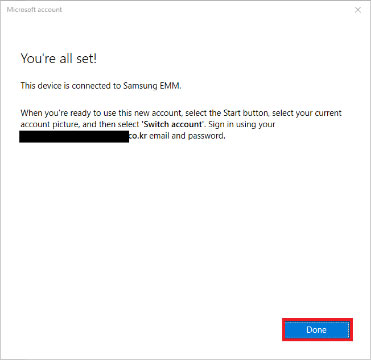 Microsoft account
You're all set!
This device is connected to Samsung EMM.
When you're ready to use this new account, select the Start button, select your current
account picture, and then select 'Switch account'. Sign in using your
co.kr email and password.
Done